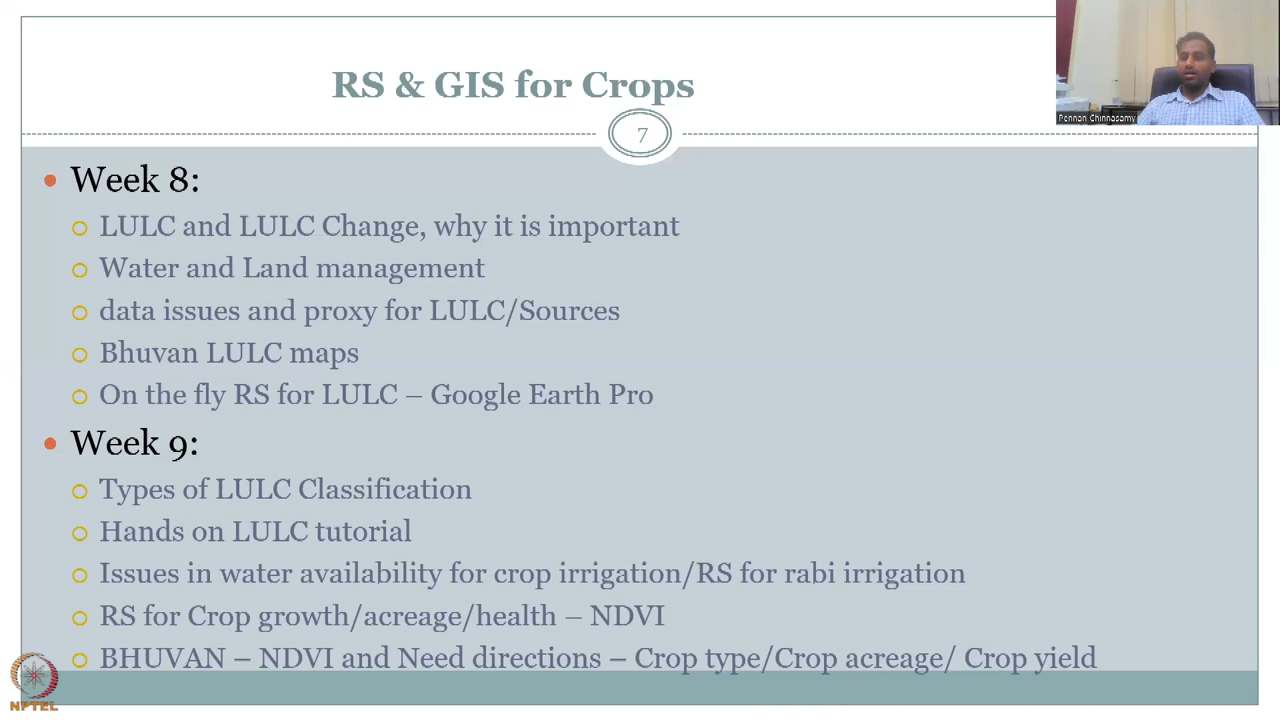 RS & GIS for Crops
Pennan Chinnasamy
7
Week 8:
LULC and LULC Change, why it is important
Water and Land management
data issues and proxy for LULC/Sources
Bhuvan LULC maps
On the fly RS for LULC – Google Earth Pro
Week 9:
Types of LULC Classification
Hands on LULC tutorial
Issues in water availability for crop irrigation/RS for rabi irrigation
RS for Crop growth/acreage/health – NDVI
BHUVAN – NDVI and Need directions – Crop type/Crop acreage/ Crop yield
NPTEL